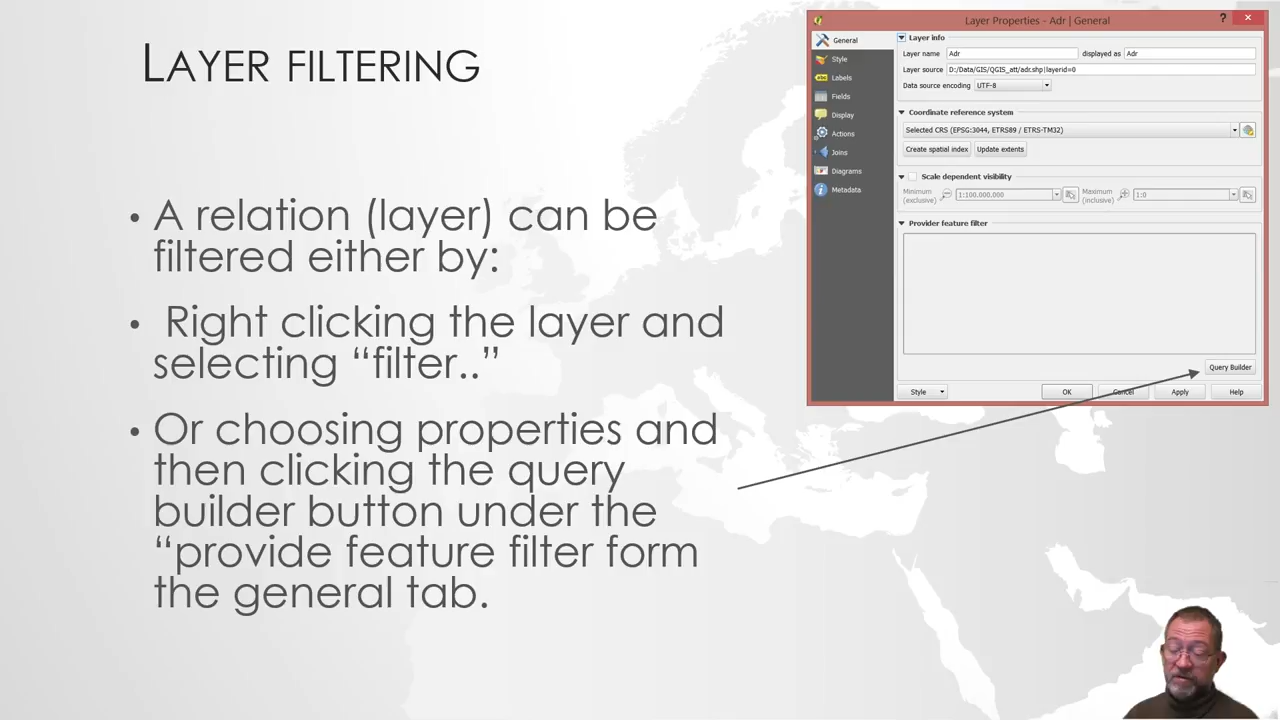 LAYER FILTERING
• A relation (layer) can be
filtered either by:
• Right clicking the layer and
selecting “filter..”
• Or choosing properties and
then clicking the query
builder button under the
“provide feature filter form
the general tab.
Layer Properties - Adr | General
? ×
General
Style
Labels
Fields
Display
Actions
Joins
Diagrams
Metadata
Layer info
Layer name Adr displayed as Adr
Layer source D:/Data/GIS/QGIS_att/adr.shp|layerid=0
Data source encoding UTF-8
Coordinate reference system
Selected CRS (EPSG:3044, ETRS89 / ETRS-TM32)
Create spatial index Update extents
Scale dependent visibility
Minimum
(exclusive) 1:100.000.000
Maximum
(inclusive) 1:0
Provider feature filter
Query Builder
Style OK Cancel Apply Help